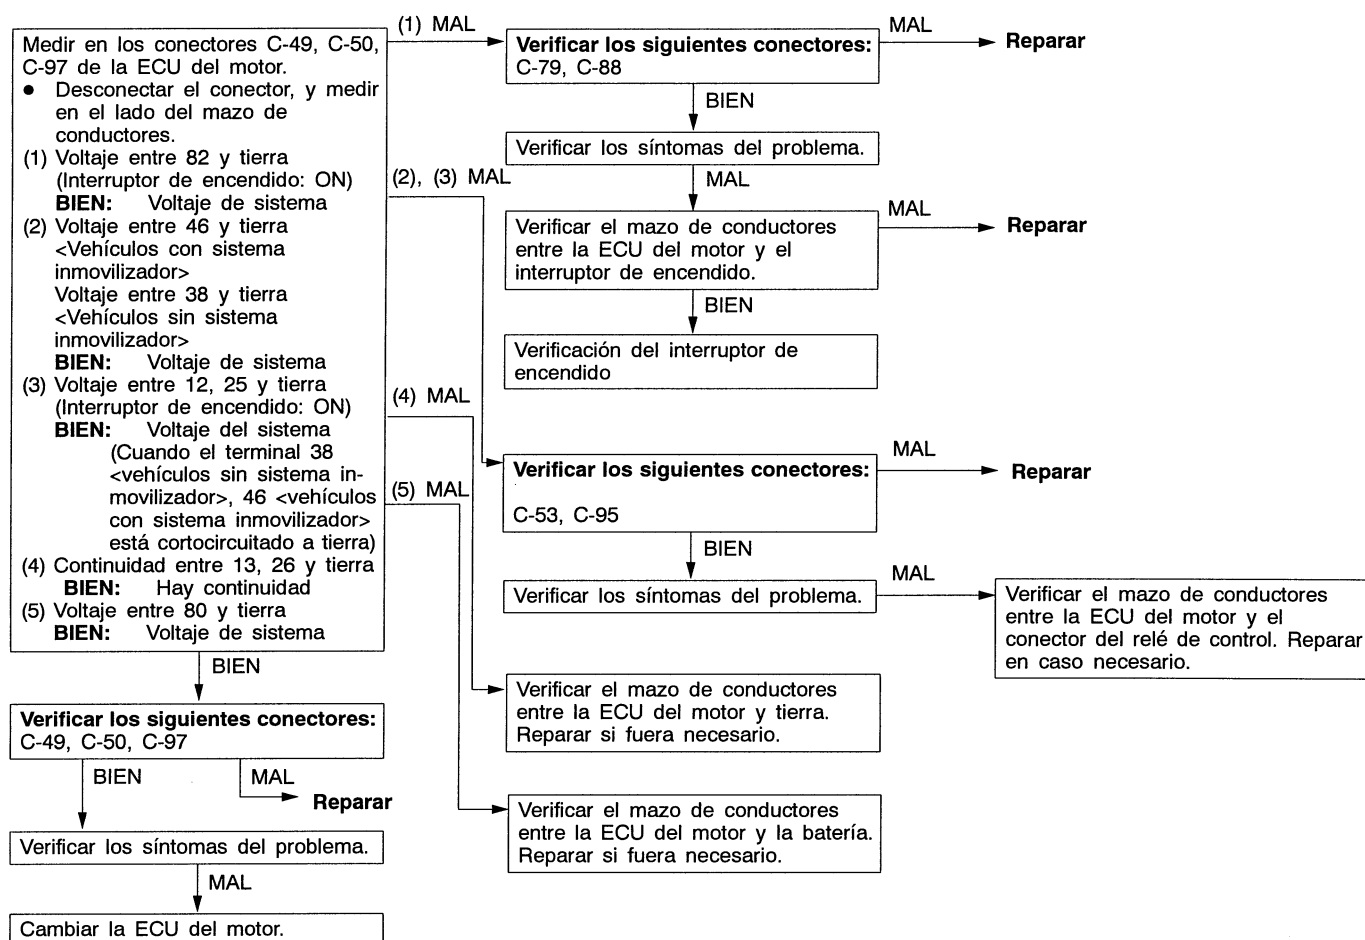 Medir en los conectores C-49, C-50,
C-97 de la ECU del motor.
● Desconectar el conector, y medir
en el lado del mazo de
conductores.
(1) Voltaje entre 82 y tierra
(Interruptor de encendido: ON)
BIEN: Voltaje de sistema
(2) Voltaje entre 46 y tierra
<Vehículos con sistema
inmovilizador>
Voltaje entre 38 y tierra
<Vehículos sin sistema
inmovilizador>
BIEN: Voltaje de sistema
(3) Voltaje entre 12, 25 y tierra
(Interruptor de encendido: ON)
BIEN: Voltaje del sistema
(Cuando el terminal 38
<vehículos sin sistema in-
movilizador>, 46 <vehículos
con sistema inmovilizador>
está cortocircuitado a tierra)
(4) Continuidad entre 13, 26 y tierra
BIEN: Hay continuidad
(5) Voltaje entre 80 y tierra
BIEN: Voltaje de sistema
BIEN
Verificar los siguientes conectores:
C-49, C-50, C-97
BIEN
MAL
Reparar
Verificar los síntomas del problema.
MAL
Cambiar la ECU del motor.
(1) MAL
Verificar los siguientes conectores:
C-79, C-88
MAL
Reparar
BIEN
Verificar los síntomas del problema.
MAL
Verificar el mazo de conductores
entre la ECU del motor y el
interruptor de encendido.
MAL
Reparar
BIEN
Verificación del interruptor de
encendido
(2), (3) MAL
Verificar los siguientes conectores:
C-53, C-95
MAL
Reparar
BIEN
Verificar los síntomas del problema.
MAL
Verificar el mazo de conductores
entre la ECU del motor y el
conector del relé de control. Reparar
en caso necesario.
(4) MAL
Verificar el mazo de conductores
entre la ECU del motor y tierra.
Reparar si fuera necesario.
(5) MAL
Verificar el mazo de conductores
entre la ECU del motor y la batería.
Reparar si fuera necesario.